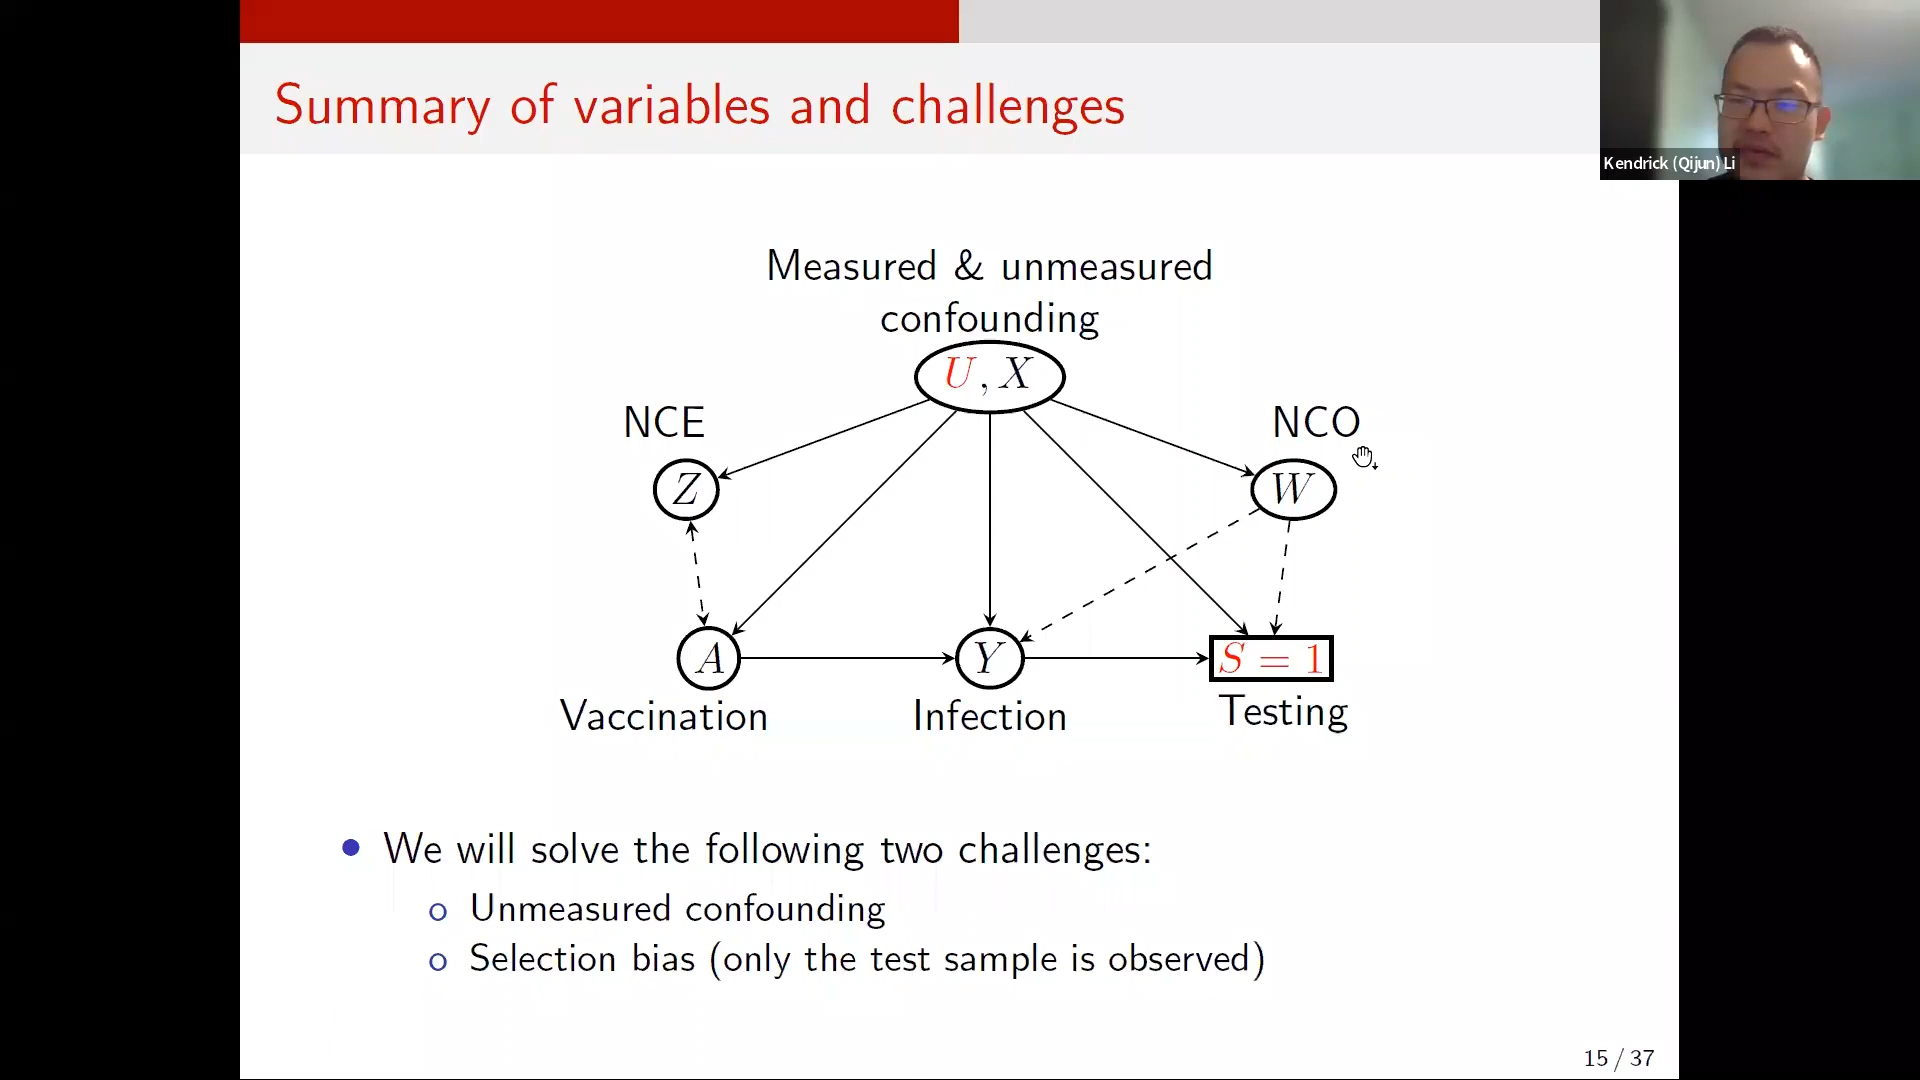 Summary of variables and challenges
Kendrick (Qijun) Li
Measured & unmeasured
confounding
U, X
NCE
NCO
Z
W
A
Y
S = 1
Vaccination
Infection
Testing
We will solve the following two challenges:
Unmeasured confounding
Selection bias (only the test sample is observed)
15 / 37